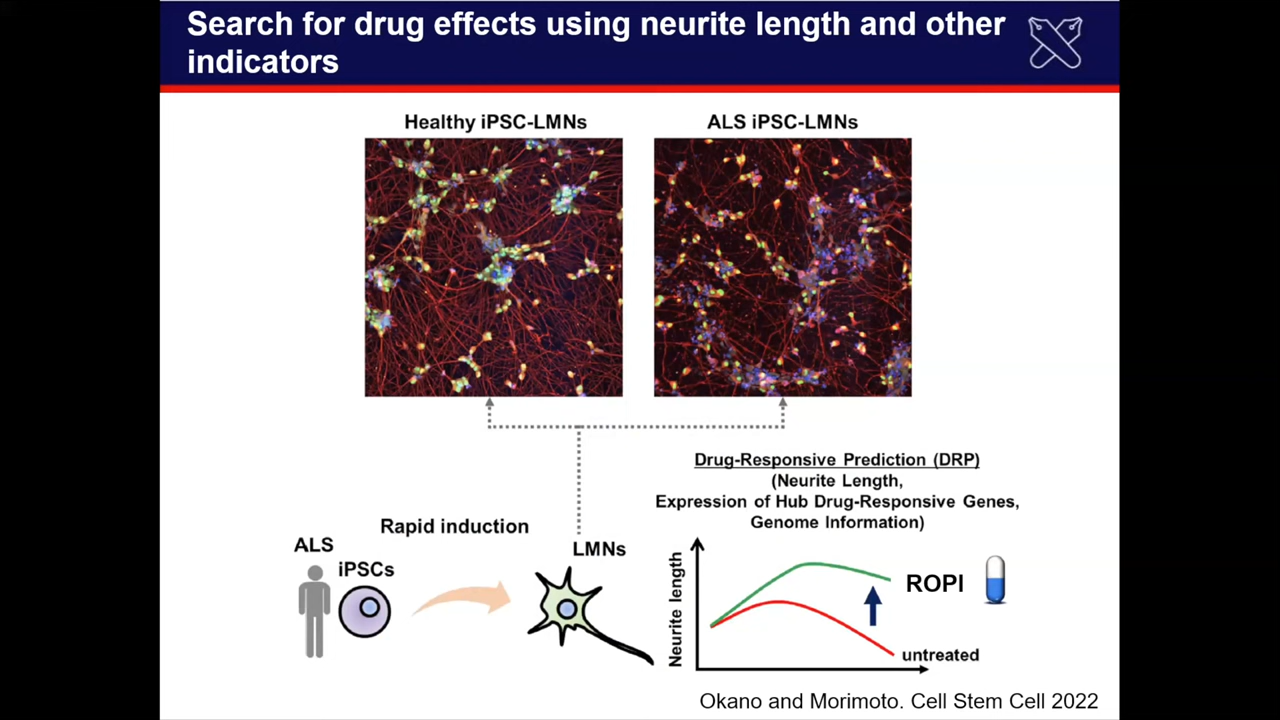 Search for drug effects using neurite length and other
indicators
Healthy iPSC-LMNs
ALS iPSC-LMNs
Drug-Responsive Prediction (DRP)
(Neurite Length,
Expression of Hub Drug-Responsive Genes,
Genome Information)
Rapid induction
ALS
iPSCs
LMNs
Neurite length
ROPI
untreated
Okano and Morimoto. Cell Stem Cell 2022